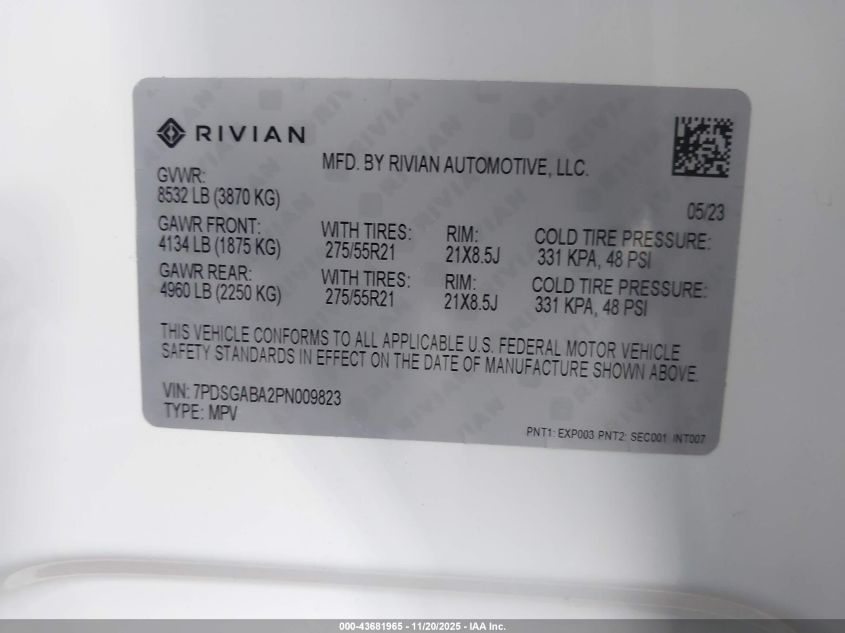 RIVIAN
MFD. BY RIVIAN AUTOMOTIVE, LLC.
GVWR:
8532 LB (3870 KG)
05/23
GAWR FRONT: WITH TIRES: RIM: COLD TIRE PRESSURE:
4134 LB (1875 KG) 275/55R21 21X8.5J 331 KPA, 48 PSI
GAWR REAR: WITH TIRES: RIM: COLD TIRE PRESSURE:
4960 LB (2250 KG) 275/55R21 21X8.5J 331 KPA, 48 PSI
THIS VEHICLE CONFORMS TO ALL APPLICABLE U.S. FEDERAL MOTOR VEHICLE
SAFETY STANDARDS IN EFFECT ON THE DATE OF MANUFACTURE SHOWN ABOVE.
VIN: 7PDSGABA2PN009823
TYPE: MPV
PNT1: EXP003 PNT2: SEC001 INT007
000-43681965 - 11/20/2025 - IAA Inc.